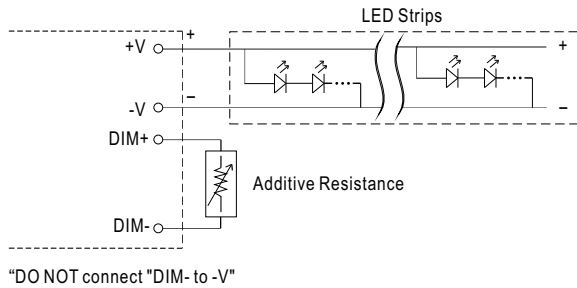 LED Strips
+V
+
+
-V
–
–
DIM+
Additive Resistance
DIM-
“DO NOT connect "DIM- to -V"